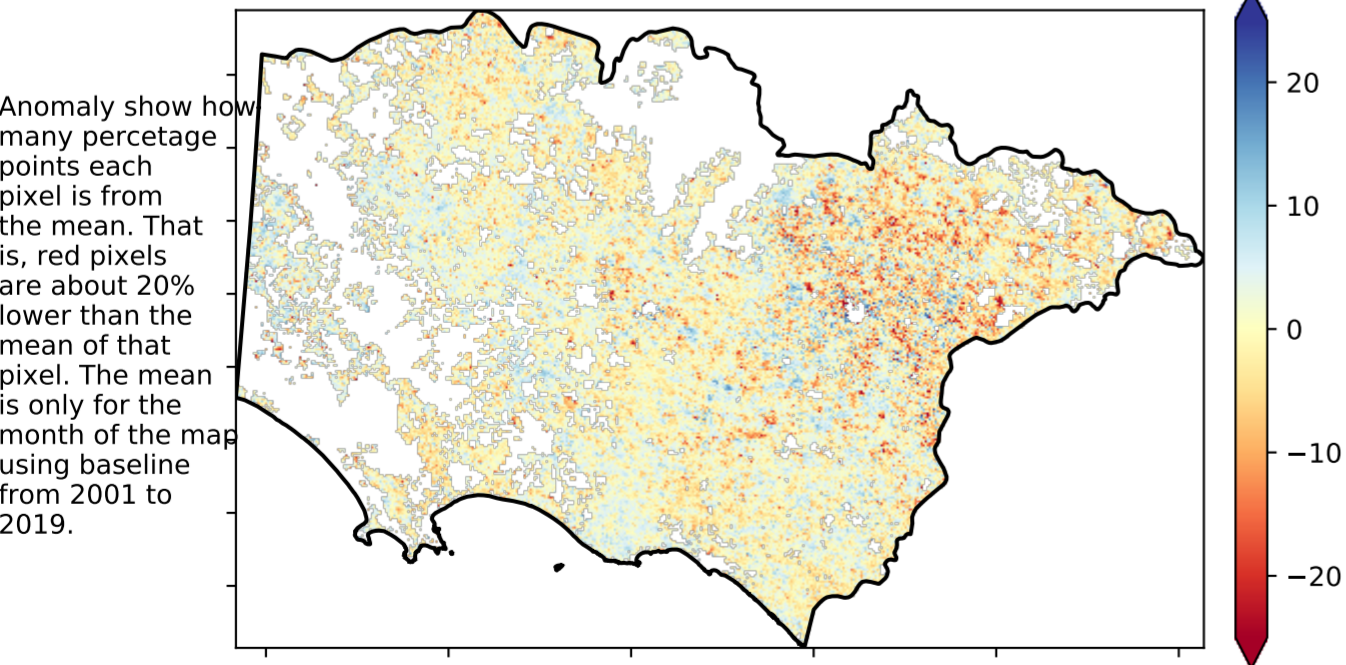 Anomaly show how
many percetage
points each
pixel is from
the mean. That
is, red pixels
are about 20%
lower than the
mean of that
pixel. The mean
is only for the
month of the map
using baseline
from 2001 to
2019.
20
10
0
−10
−20